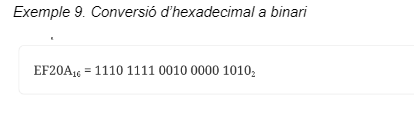 Exemple 9. Conversió d'hexadecimal a binari
EF20A₁₆ = 1110 1111 0010 0000 1010₂